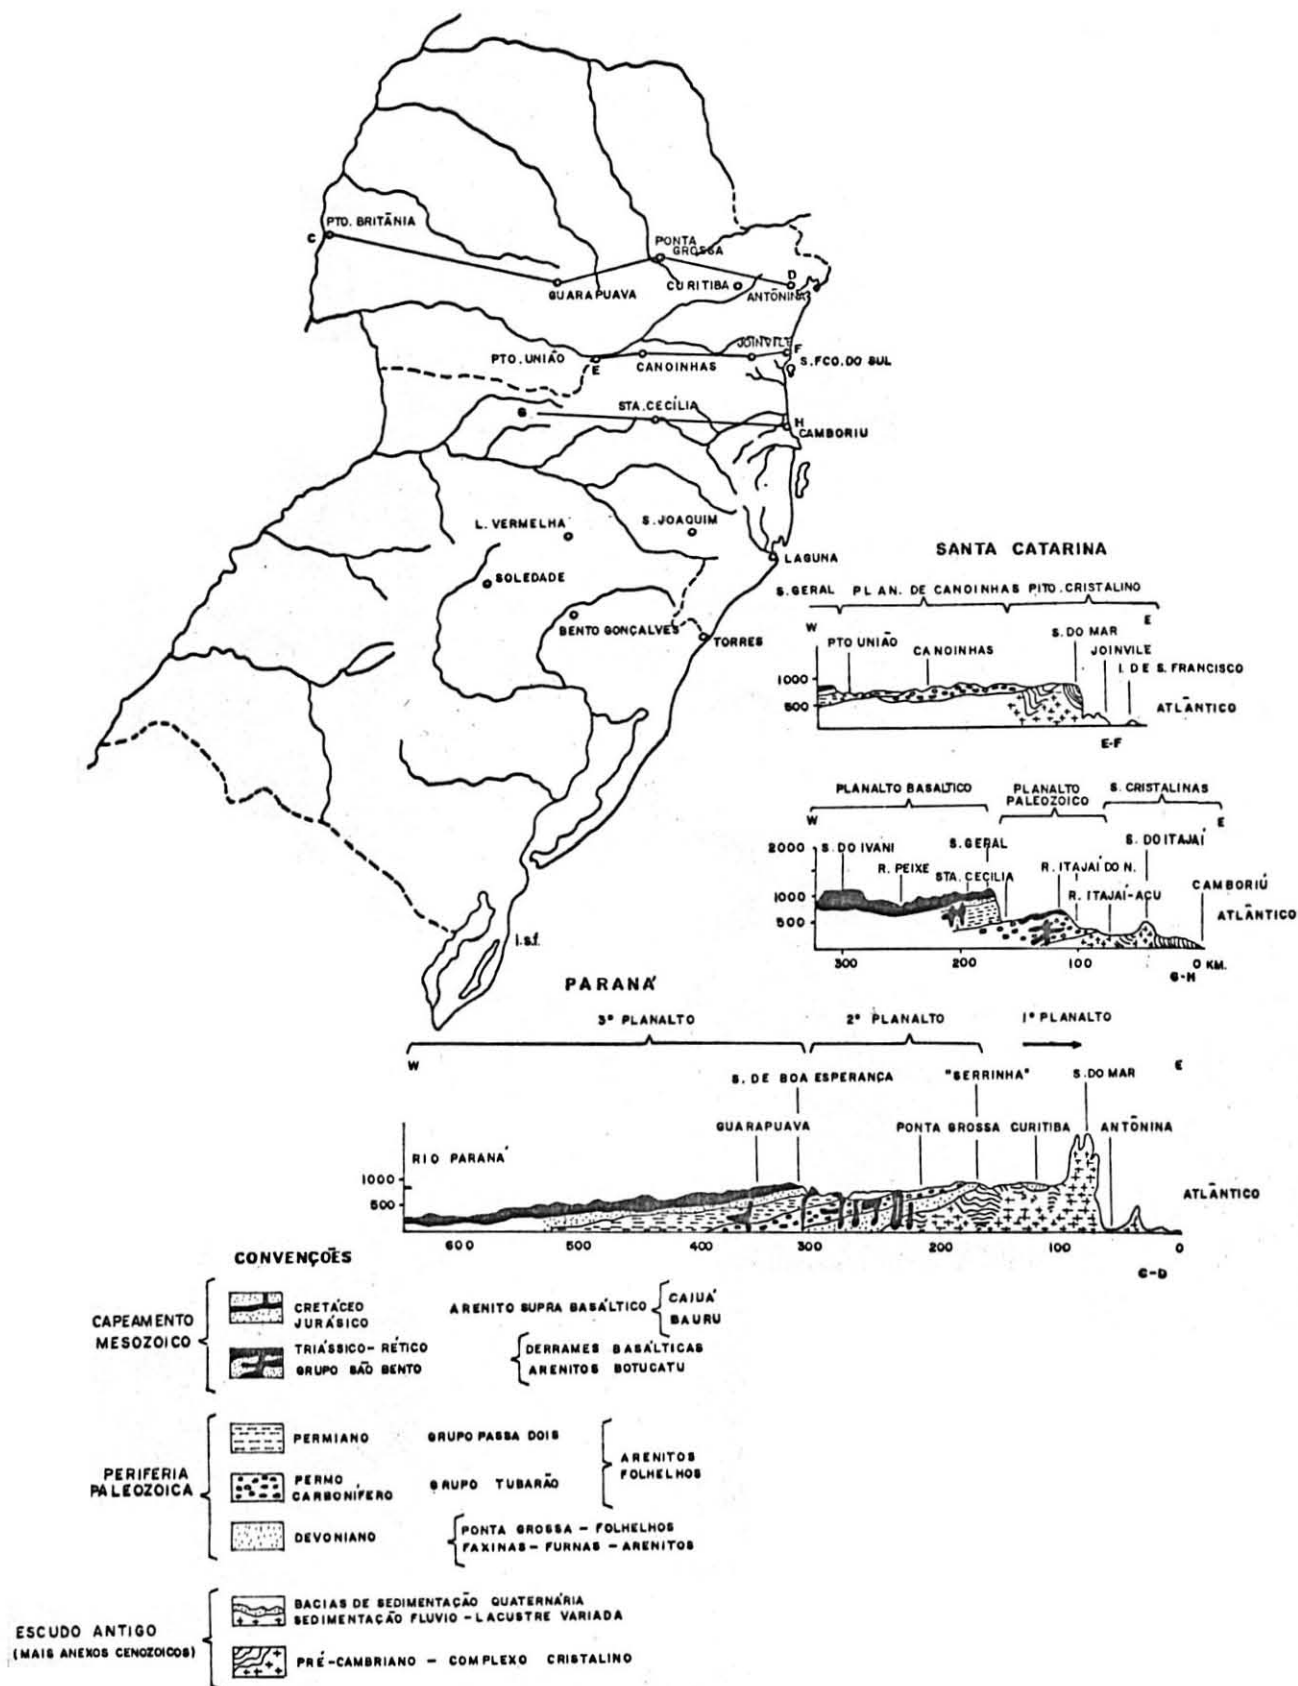 C
PTO. BRITÂNIA
PONTA
GROSSA
GUARAPUAVA
CURITIBA
D
ANTÔNINA
PTO. UNIÃO
E
CANOINHAS
JOINVILE
F
S. FCO. DO SUL
STA. CECÍLIA
H
CAMBORIU
L. VERMELHA
S. JOAQUIM
LAGUNA
SOLEDADE
BENTO GONÇALVES
TORRES
I.s.f.
SANTA CATARINA
S. GERAL PLAN. DE CANOINHAS PlTO. CRISTALINO
W E
PTO UNIÃO
CANOINHAS
S. DO MAR
JOINVILE
I. DE S. FRANCISCO
1000
500
ATLÂNTICO
E-F
PLANALTO BASALTICO
PLANALTO
PALEOZOICO
S. CRISTALINAS
W E
2000
S. DO IVANI
S. GERAL
S. DO ITAJAÍ
R. PEIXE
STA. CECILIA
R. ITAJAÍ DO N.
R. ITAJAÍ-AÇU
CAMBORIÚ
1000
500
ATLÂNTICO
300 200 100 0 KM.
G-H
PARANÁ
3º PLANALTO 2º PLANALTO 1º PLANALTO
W E
S. DE BOA ESPERANÇA "SERRINHA" S. DO MAR
GUARAPUAVA PONTA GROSSA CURITIBA ANTÔNINA
RIO PARANÁ
1000
500
ATLÂNTICO
600 500 400 300 200 100 0
C-D
CONVENÇÕES
CAPEAMENTO
MESOZOICO
CRETÁCEO
JURÁSICO
ARENITO SUPRA BASÁLTICO
CAIUÁ
BAURU
TRIÁSSICO-RÉTICO
GRUPO SÃO BENTO
DERRAMES BASÁLTICAS
ARENITOS BOTUCATU
PERIFERIA
PALEOZOICA
PERMIANO GRUPO PASSA DOIS
PERMO
CARBONÍFERO
GRUPO TUBARÃO
ARENITOS
FOLHELHOS
DEVONIANO
PONTA GROSSA - FOLHELHOS
FAXINAS - FURNAS - ARENITOS
ESCUDO ANTIGO
(MAIS ANEXOS CENOZOICOS)
BACIAS DE SEDIMENTAÇÃO QUATERNÁRIA
SEDIMENTAÇÃO FLUVIO - LACUSTRE VARIADA
PRÉ-CAMBRIANO - COMPLEXO CRISTALINO